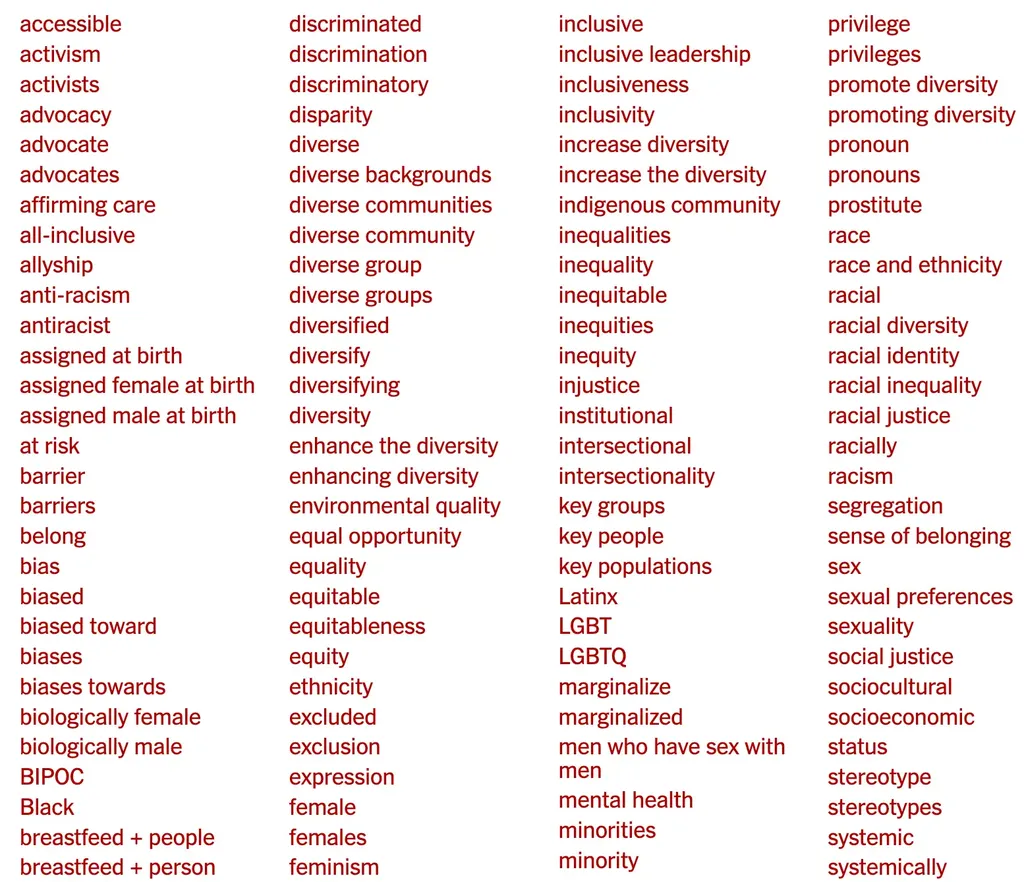 accessible
activism
activists
advocacy
advocate
advocates
affirming care
all-inclusive
allyship
anti-racism
antiracist
assigned at birth
assigned female at birth
assigned male at birth
at risk
barrier
barriers
belong
bias
biased
biased toward
biases
biases towards
biologically female
biologically male
BIPOC
Black
breastfeed + people
breastfeed + person
discriminated
discrimination
discriminatory
disparity
diverse
diverse backgrounds
diverse communities
diverse community
diverse group
diverse groups
diversified
diversify
diversifying
diversity
enhance the diversity
enhancing diversity
environmental quality
equal opportunity
equality
equitable
equitableness
equity
ethnicity
excluded
exclusion
expression
female
females
feminism
inclusive
inclusive leadership
inclusiveness
inclusivity
increase diversity
increase the diversity
indigenous community
inequalities
inequality
inequitable
inequities
inequity
injustice
institutional
intersectional
intersectionality
key groups
key people
key populations
Latinx
LGBT
LGBTQ
marginalize
marginalized
men who have sex with
men
mental health
minorities
minority
privilege
privileges
promote diversity
promoting diversity
pronoun
pronouns
prostitute
race
race and ethnicity
racial
racial diversity
racial identity
racial inequality
racial justice
racially
racism
segregation
sense of belonging
sex
sexual preferences
sexuality
social justice
sociocultural
socioeconomic
status
stereotype
stereotypes
systemic
systemically